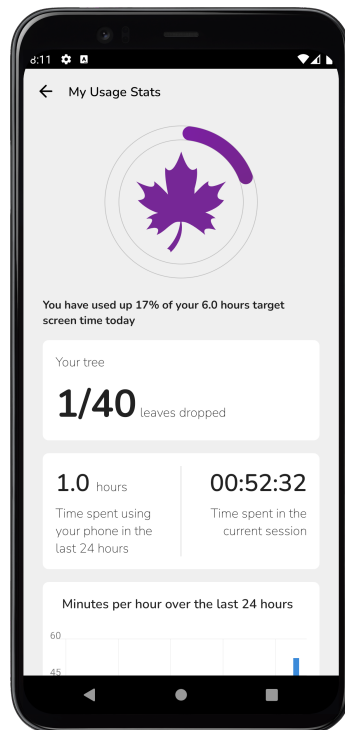 8:11
My Usage Stats
You have used up 17% of your 6.0 hours target
screen time today
Your tree
1/40 leaves dropped
1.0 hours
Time spent using
your phone in the
last 24 hours
00:52:32
Time spent in the
current session
Minutes per hour over the last 24 hours
60
45